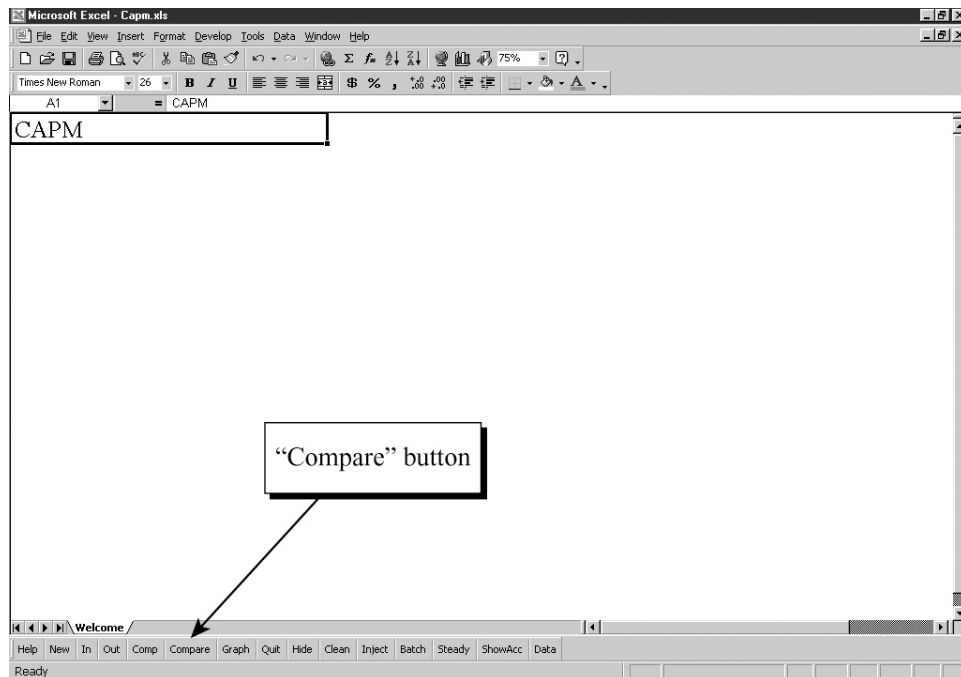 Microsoft Excel - Capm.xls
File Edit View Insert Format Develop Tools Data Window Help
75%
Times New Roman 26 B I U $ % ,
A1 = CAPM
CAPM
“Compare” button
Welcome
Help New In Out Comp Compare Graph Quit Hide Clean Inject Batch Steady ShowAcc Data
Ready